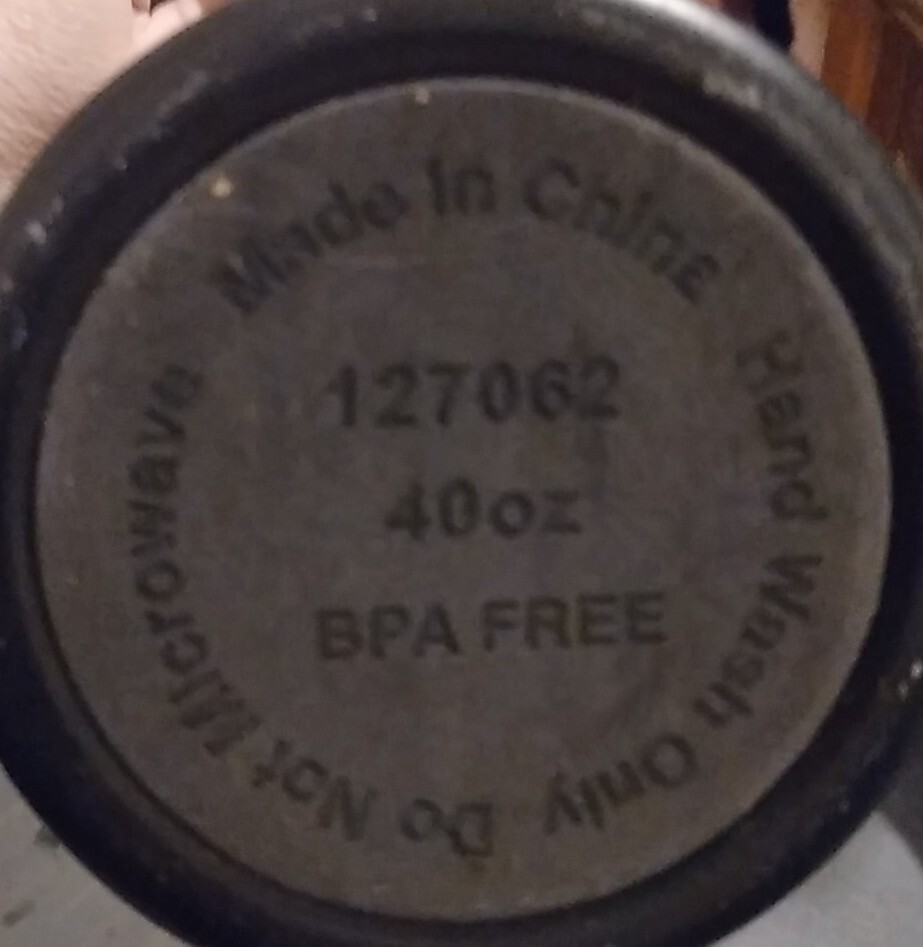 Made In China
Hand Wash Only
Do Not Microwave
127062
40oz
BPA FREE